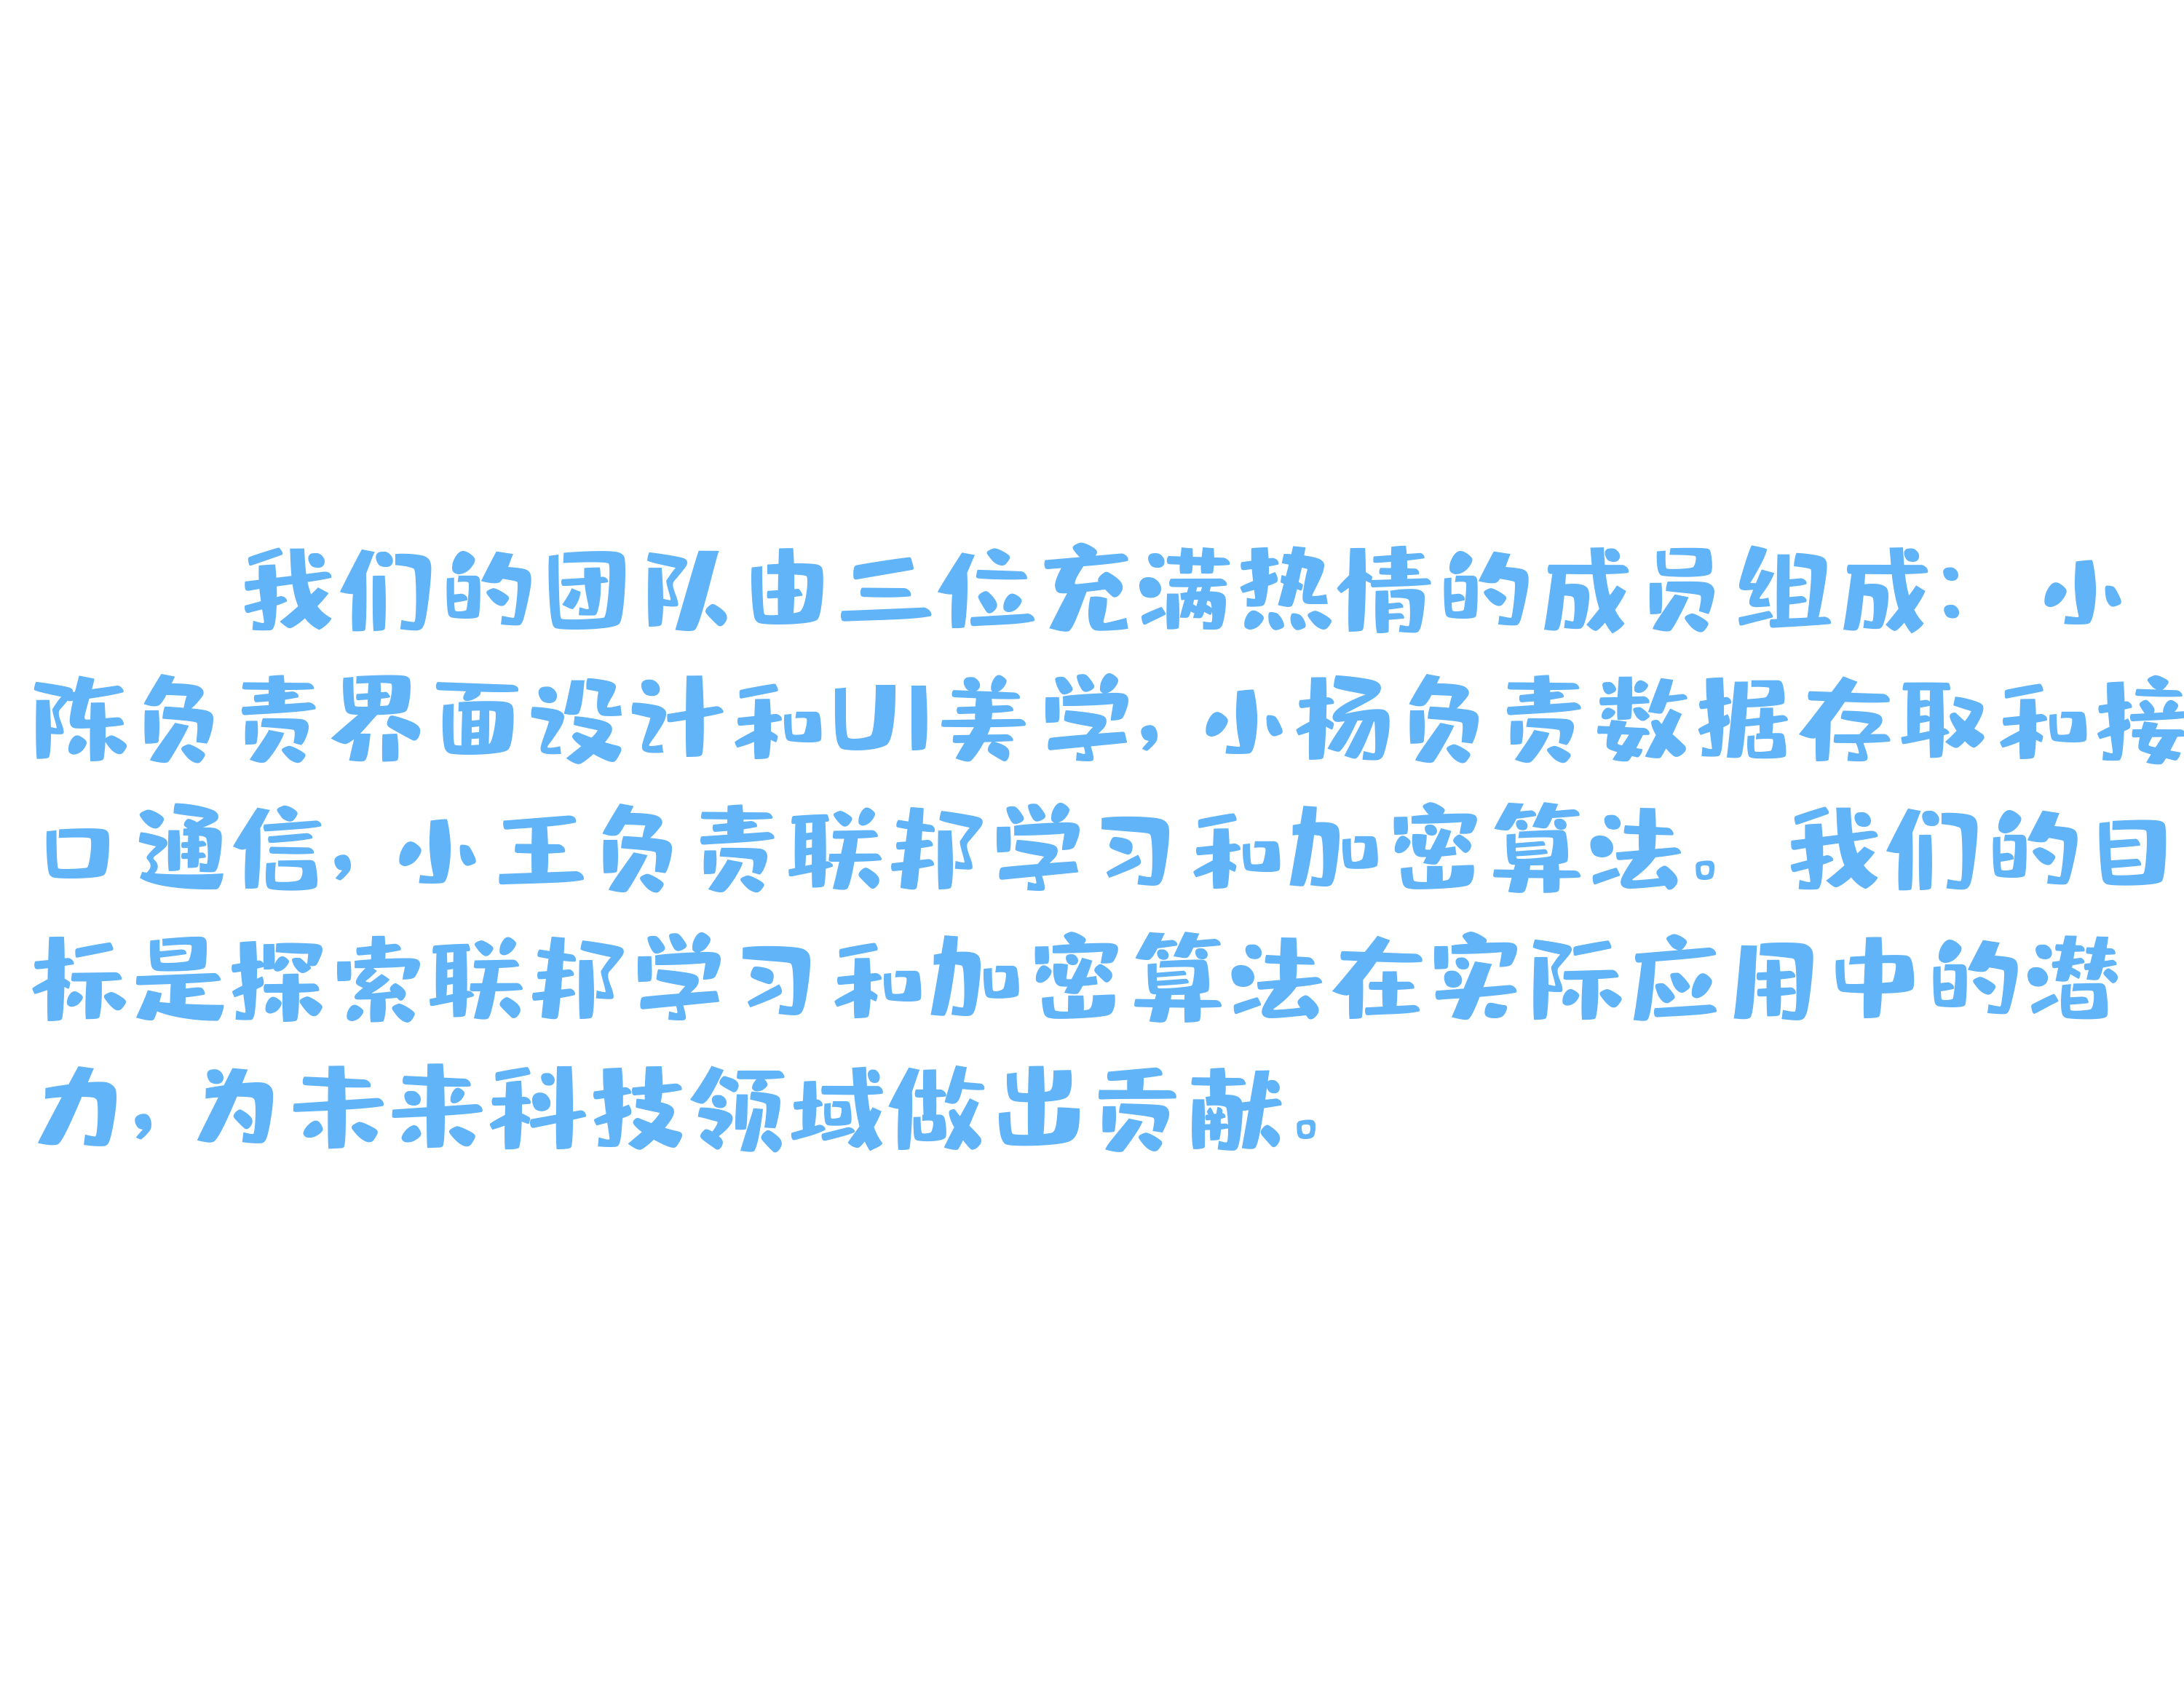 我们的团队由三位充满热情的成员组成： 小
陈负责界面设计和UI美学，小杨负责数据存取和接
口通信，小王负责联邦学习和加密算法。我们的目
标是探索联邦学习和加密算法在实际应用中的潜
力，为未来科技领域做出贡献。